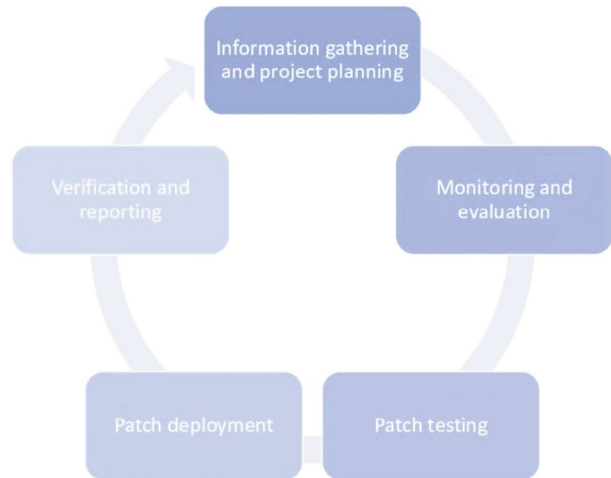 Information gathering
and project planning
Monitoring and
evaluation
Patch testing
Patch deployment
Verification and
reporting